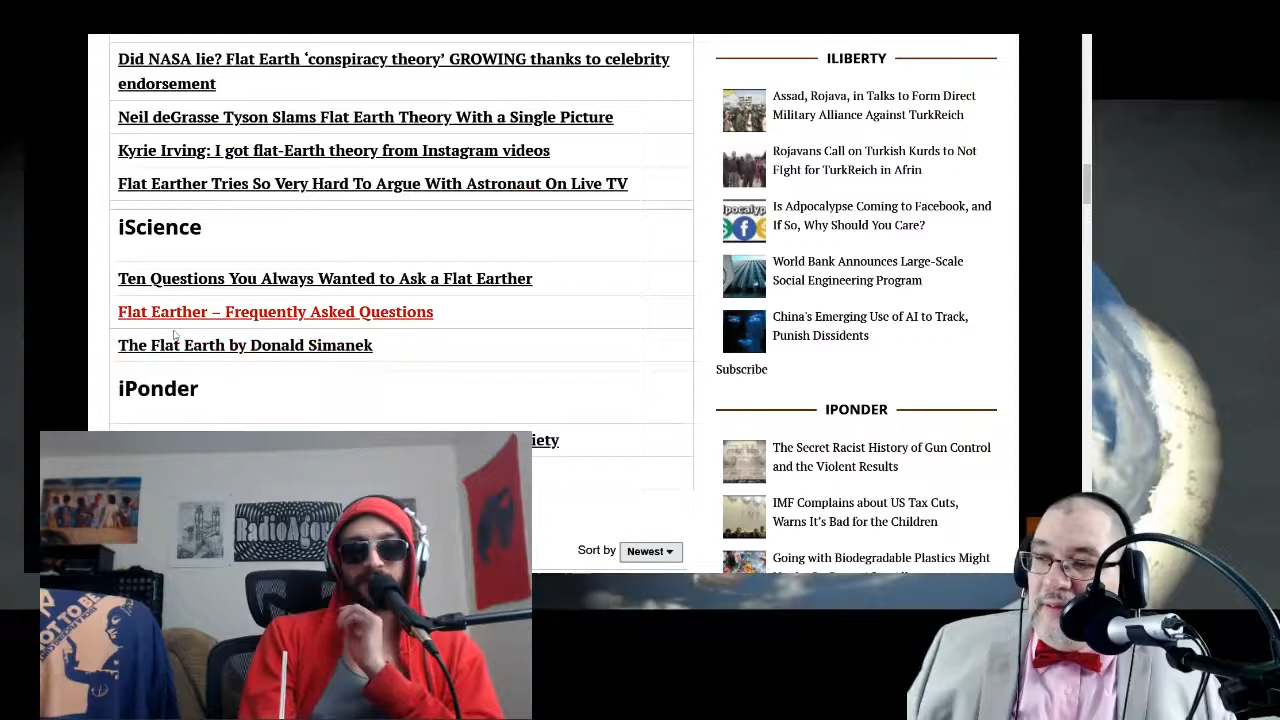 Did NASA lie? Flat Earth ‘conspiracy theory’ GROWING thanks to celebrity
endorsement
Neil deGrasse Tyson Slams Flat Earth Theory With a Single Picture
Kyrie Irving: I got flat-Earth theory from Instagram videos
Flat Earther Tries So Very Hard To Argue With Astronaut On Live TV
iScience
Ten Questions You Always Wanted to Ask a Flat Earther
Flat Earther – Frequently Asked Questions
The Flat Earth by Donald Simanek
iPonder
iety
Sort by
Newest
ILIBERTY
Assad, Rojava, in Talks to Form Direct
Military Alliance Against TurkReich
Rojavans Call on Turkish Kurds to Not
FIght for TurkReich in Afrin
Is Adpocalypse Coming to Facebook, and
If So, Why Should You Care?
World Bank Announces Large-Scale
Social Engineering Program
China's Emerging Use of AI to Track,
Punish Dissidents
Subscribe
IPONDER
The Secret Racist History of Gun Control
and the Violent Results
IMF Complains about US Tax Cuts,
Warns It's Bad for the Children
Going with Biodegradable Plastics Might
OT TO BE